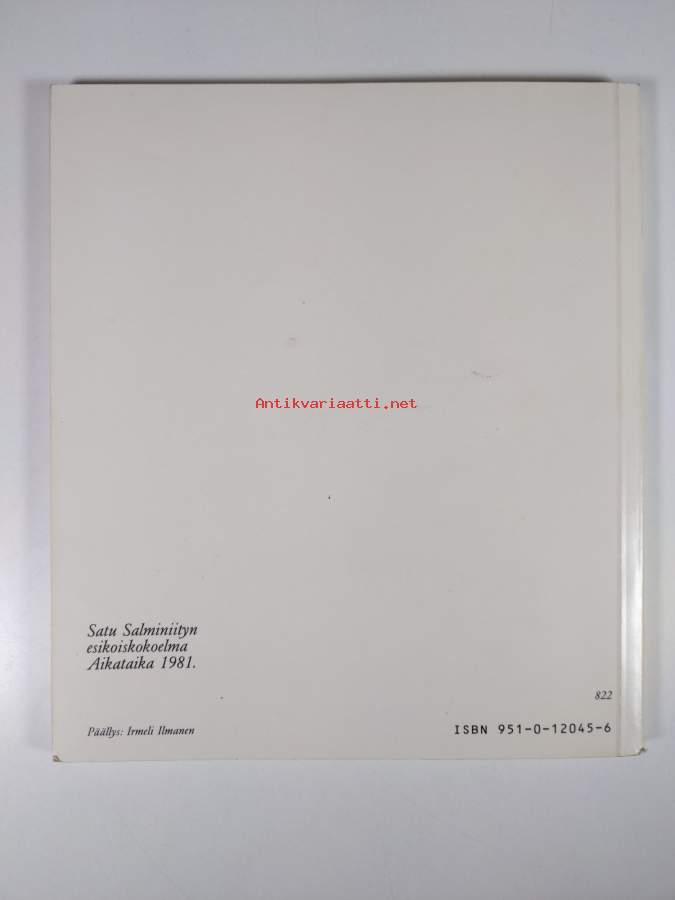 Antikvariaatti.net
Satu Salminiityn
esikoiskokoelma
Aikataika 1981.
822
Päällys: Irmeli Ilmanen
ISBN 951-0-12045-6